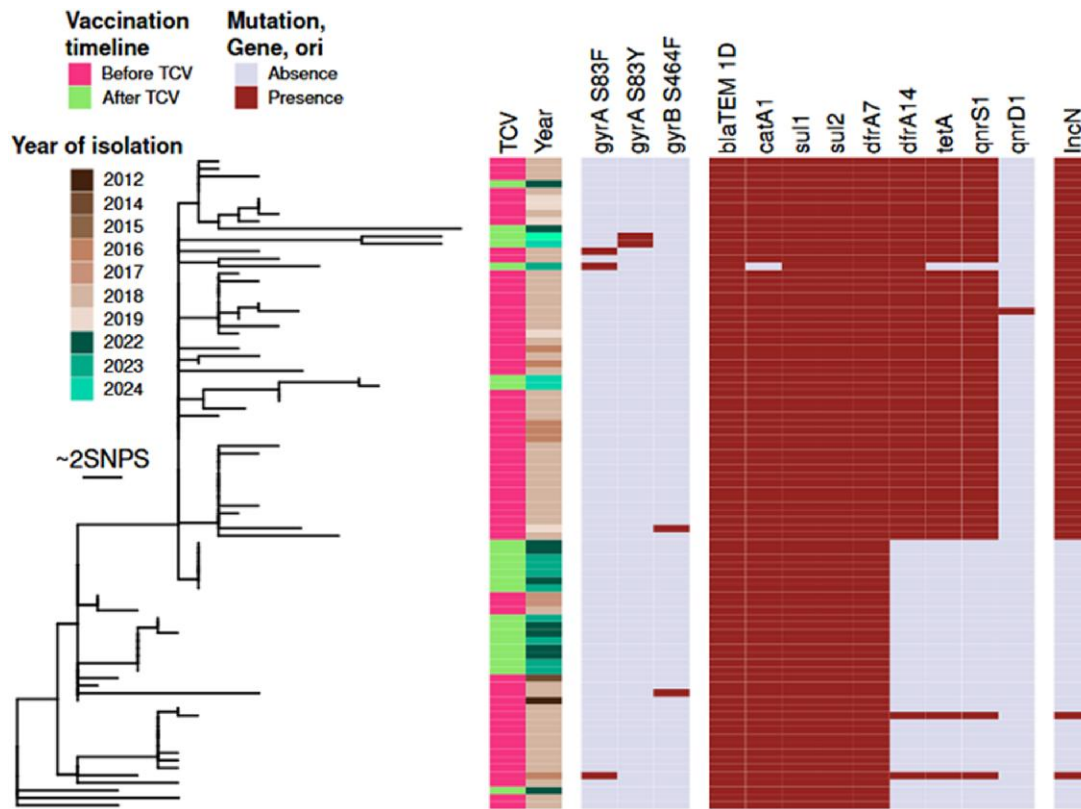 Vaccination
timeline
Before TCV
After TCV
Mutation,
Gene, ori
Absence
Presence
Year of isolation
2012
2014
2015
2016
2017
2018
2019
2022
2023
2024
~2SNPS
TCV
Year
gyrA S83F
gyrA S83Y
gyrB S464F
blaTEM 1D
catA1
sul1
sul2
dfrA7
dfrA14
tetA
qnrS1
qnrD1
IncN